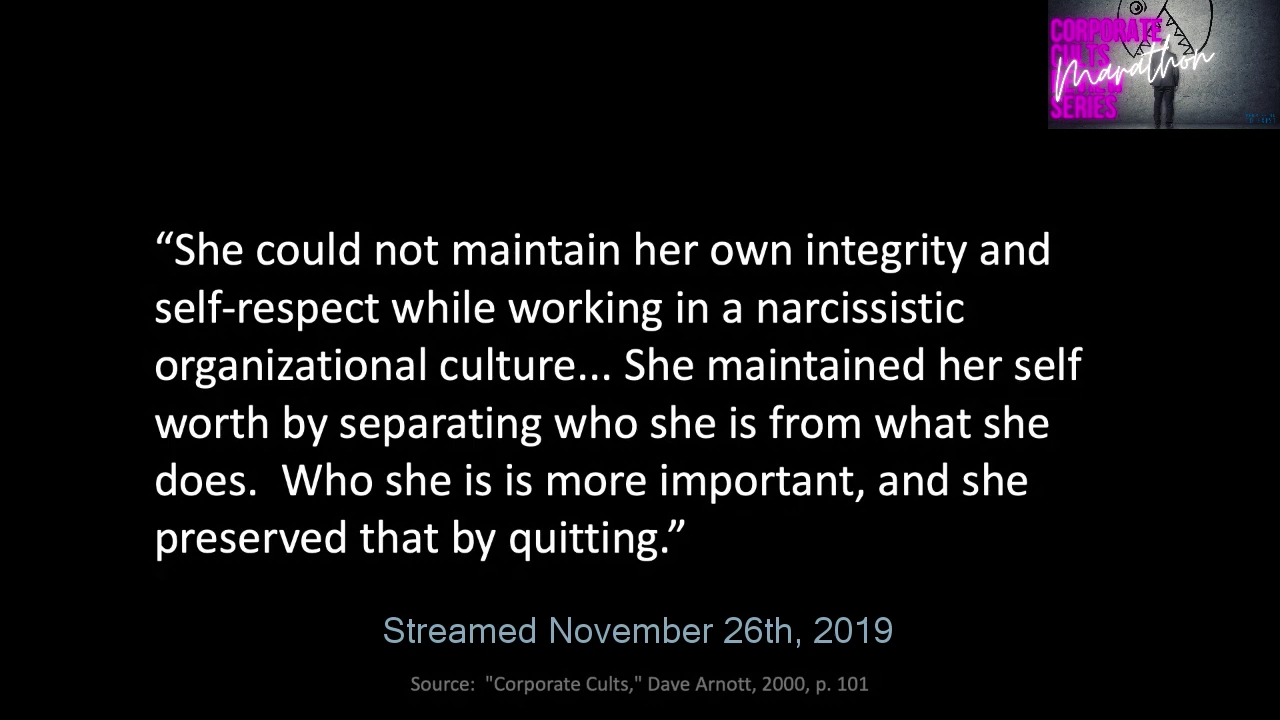 CORPORATE
CULTS
Marathon
SERIES
“She could not maintain her own integrity and
self-respect while working in a narcissistic
organizational culture... She maintained her self
worth by separating who she is from what she
does.  Who she is is more important, and she
preserved that by quitting.”
Streamed November 26th, 2019
Source:  "Corporate Cults," Dave Arnott, 2000, p. 101